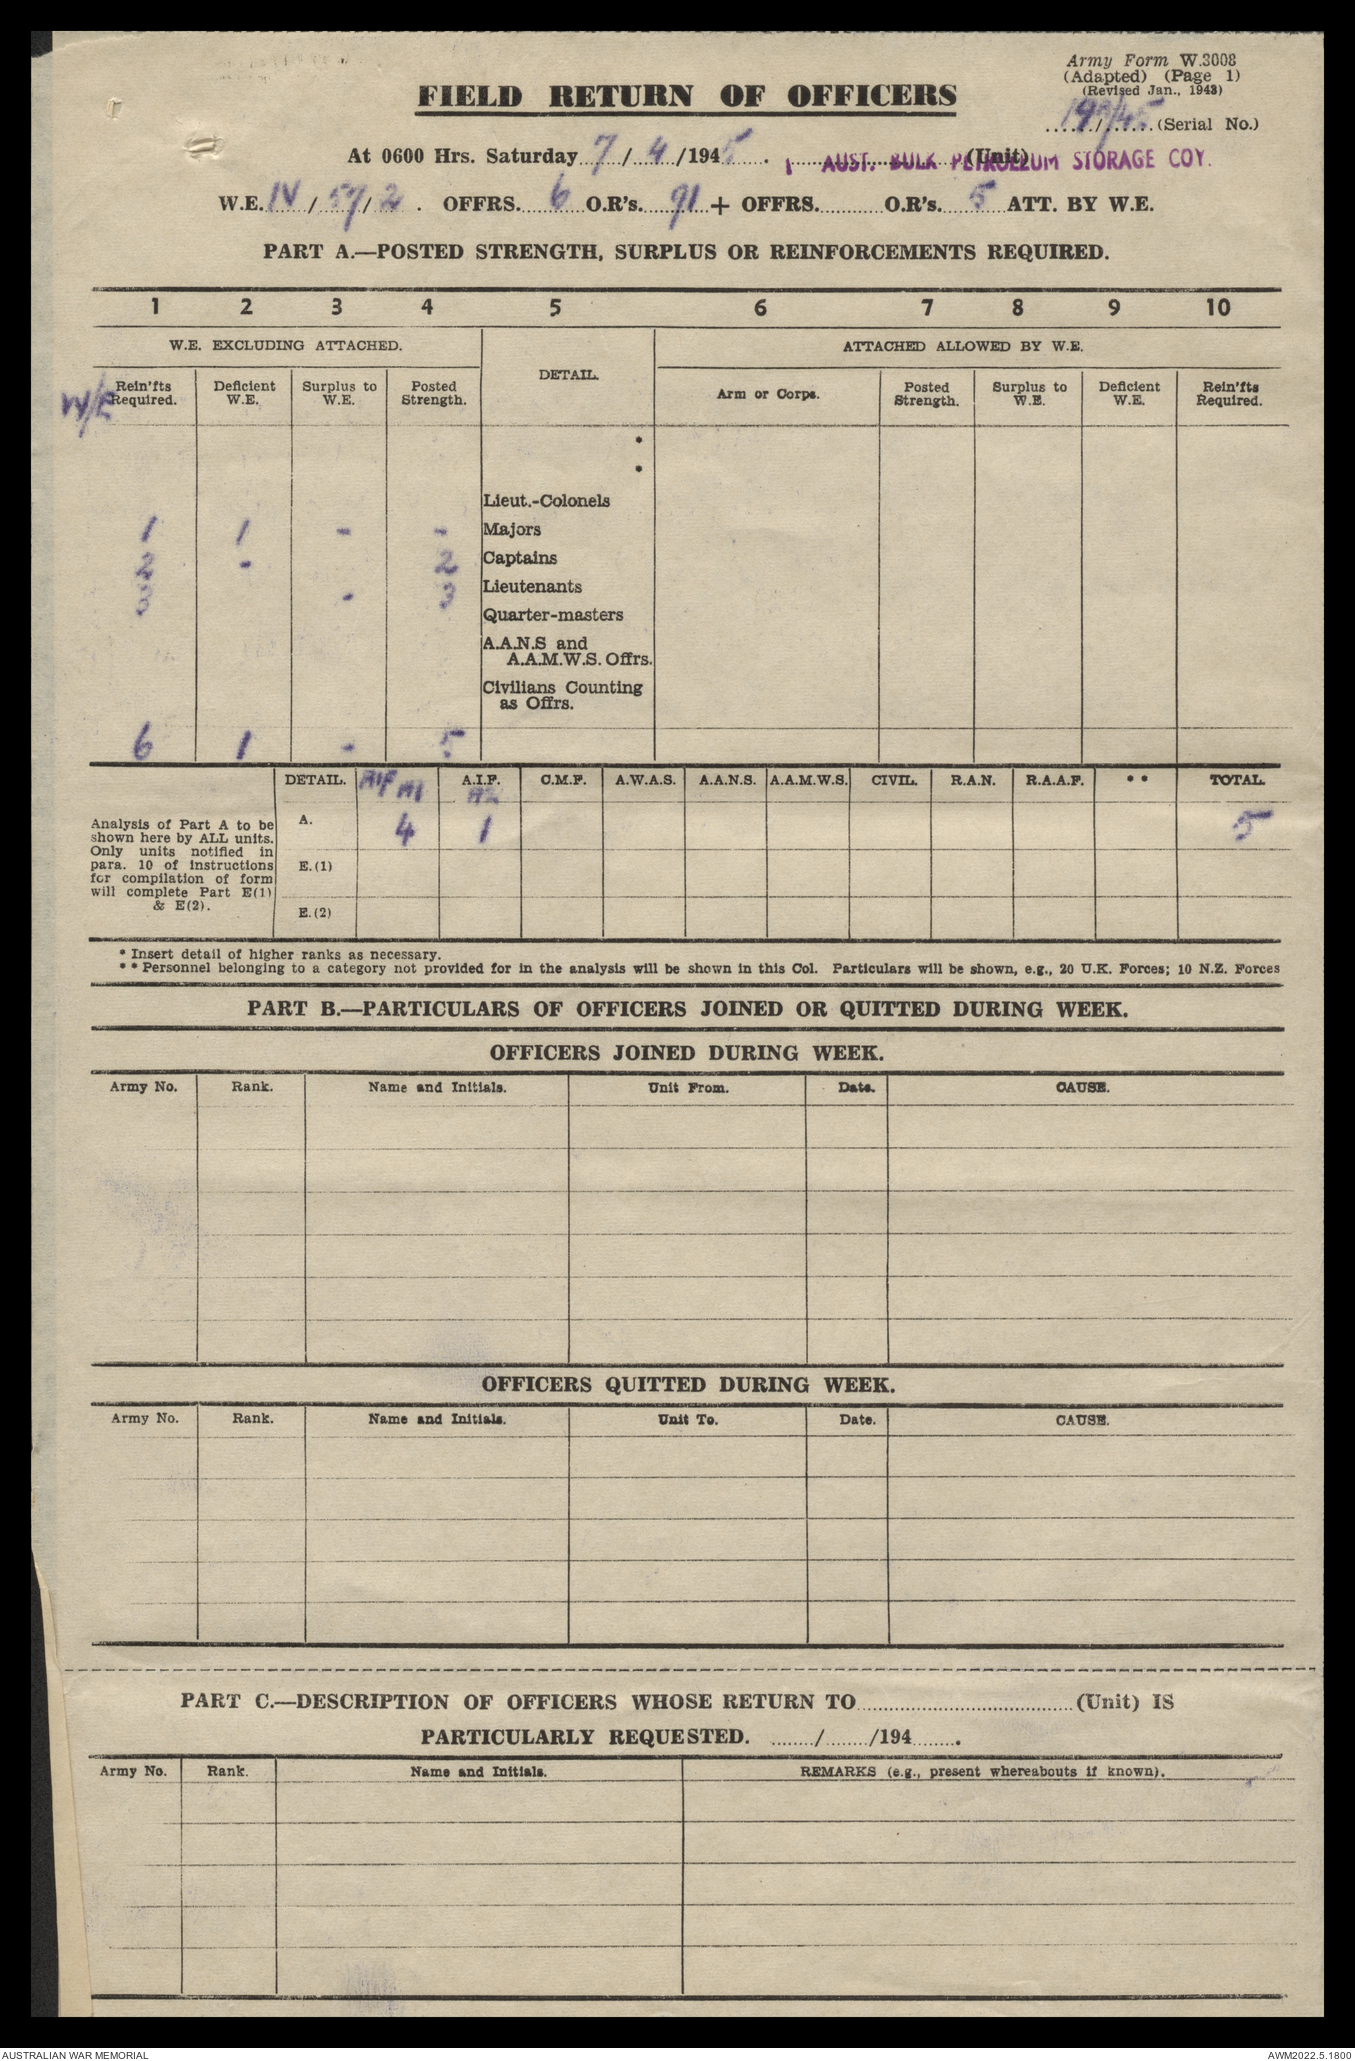 Army Form W.3008
(Adapted) (Page 1)
(Revised Jan., 1943)
FIELD RETURN OF OFFICERS
19/45 (Serial No.)
At 0600 Hrs. Saturday 7/4/1945. 1 AUST. BULK PETROLEUM STORAGE COY. (Unit)
W.E. IV/57/2. OFFRS. 6 O.R's. 91 + OFFRS............O.R's. 5 ATT. BY W.E.
PART A.—POSTED STRENGTH, SURPLUS OR REINFORCEMENTS REQUIRED.
1 2 3 4 5 6 7 8 9 10
W.E. EXCLUDING ATTACHED. DETAIL. ATTACHED ALLOWED BY W.E.
W/E Rein'fts Required. Deficient W.E. Surplus to W.E. Posted Strength. Arm or Corps. Posted Strength. Surplus to W.E. Deficient W.E. Rein'fts Required.
*
*
Lieut.-Colonels
1 1 - - Majors
2 - 2 Captains
3 - 3 Lieutenants
Quarter-masters
A.A.N.S and
A.A.M.W.S. Offrs.
Civilians Counting
as Offrs.
6 1 - 5
DETAIL. AIF A1 A.I.F. A2 C.M.F. A.W.A.S. A.A.N.S. A.A.M.W.S. CIVIL. R.A.N. R.A.A.F. * * TOTAL.
Analysis of Part A to be
shown here by ALL units.
Only units notified in
para. 10 of instructions
for compilation of form
will complete Part E(1)
& E(2).
A. 4 1 5
E.(1)
E.(2)
* Insert detail of higher ranks as necessary.
* * Personnel belonging to a category not provided for in the analysis will be shown in this Col. Particulars will be shown, e.g., 20 U.K. Forces; 10 N.Z. Forces
PART B.—PARTICULARS OF OFFICERS JOINED OR QUITTED DURING WEEK.
OFFICERS JOINED DURING WEEK.
Army No. Rank. Name and Initials. Unit From. Date. CAUSE.
OFFICERS QUITTED DURING WEEK.
Army No. Rank. Name and Initials. Unit To. Date. CAUSE.
PART C.—DESCRIPTION OF OFFICERS WHOSE RETURN TO........................................(Unit) IS
PARTICULARLY REQUESTED. ......../......../194.........
Army No. Rank. Name and Initials. REMARKS (e.g., present whereabouts if known).
AUSTRALIAN WAR MEMORIAL AWM2022.5.1800